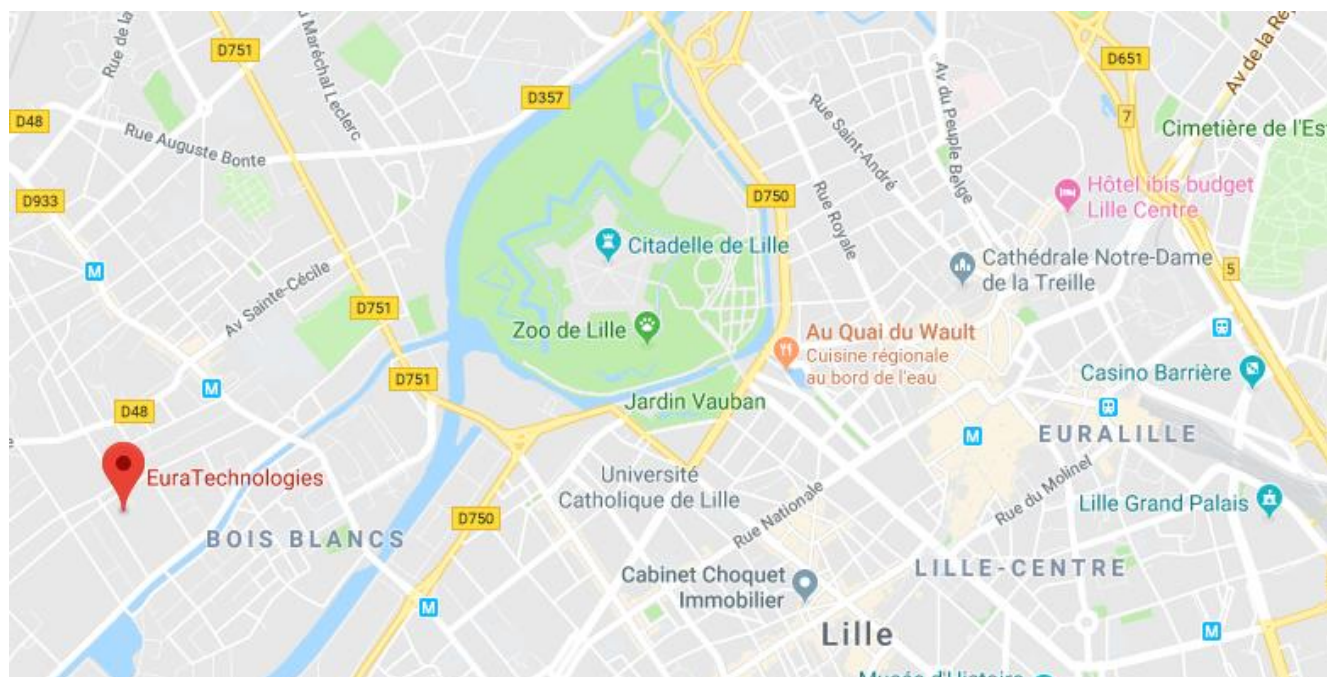 Rue de la
D751
u Maréchal Leclerc
D357
D651
Av de la Re
Av du Peuple Belge
7
D48
Rue Auguste Bonte
Rue Saint-André
Cimetière de l'Es
D933
D750
Rue Royale
Hôtel ibis budget
Lille Centre
Citadelle de Lille
Cathédrale Notre-Dame
de la Treille
5
M
Av Sainte-Cécile
D751
Zoo de Lille
Au Quai du Wault
Cuisine régionale
au bord de l'eau
Casino Barrière
M
D751
Jardin Vauban
D48
M
EURALILLE
EuraTechnologies
Université
Catholique de Lille
Rue Nationale
Rue du Molinel
Lille Grand Palais
D750
BOIS BLANCS
LILLE-CENTRE
Cabinet Choquet
Immobilier
M
Lille
M
Musée d'Histoire